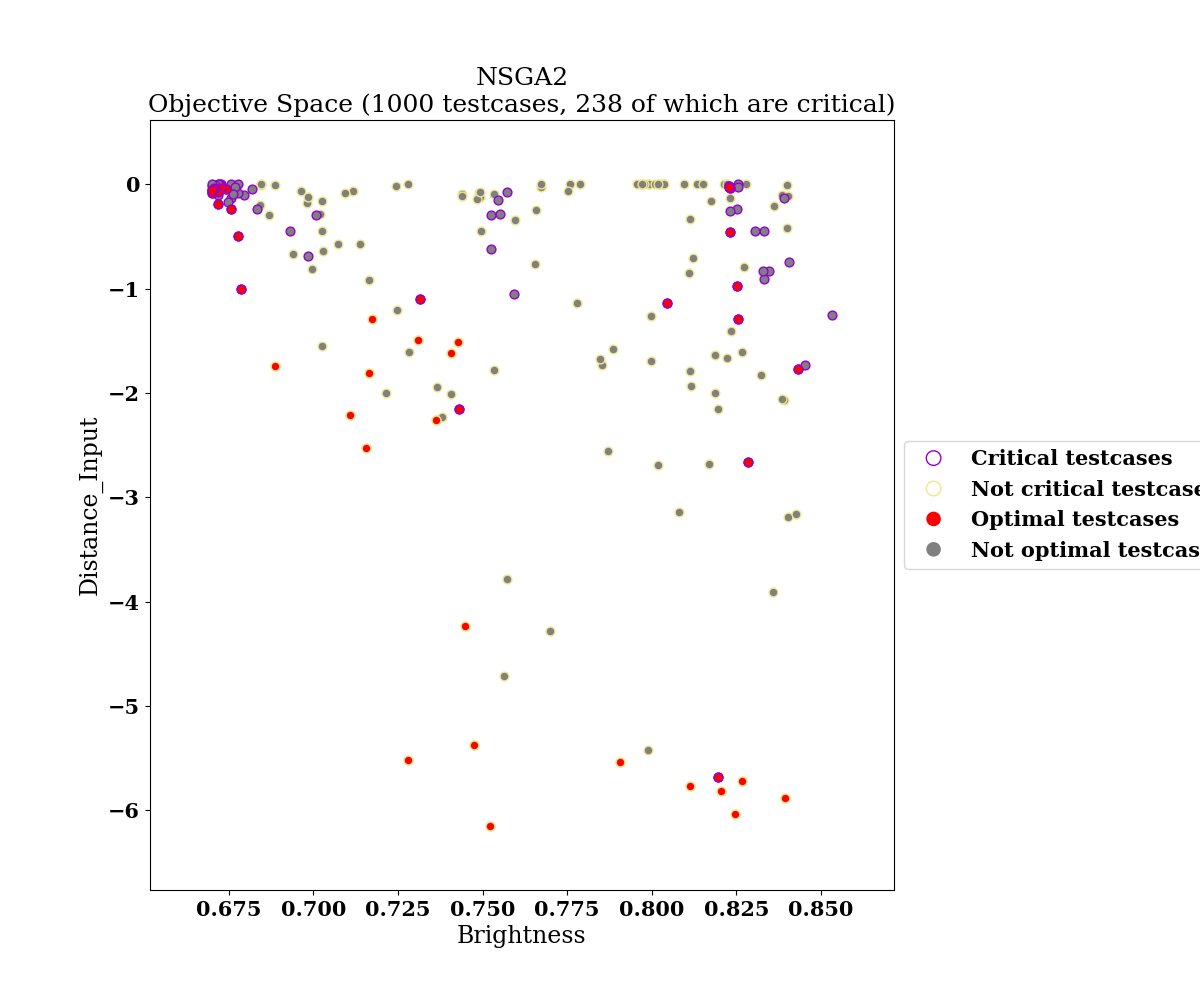 NSGA2
Objective Space (1000 testcases, 238 of which are critical)
0
−1
−2
−3
−4
−5
−6
Distance_Input
0.675 0.700 0.725 0.750 0.775 0.800 0.825 0.850
Brightness
Critical testcases
Not critical testcase
Optimal testcases
Not optimal testcas